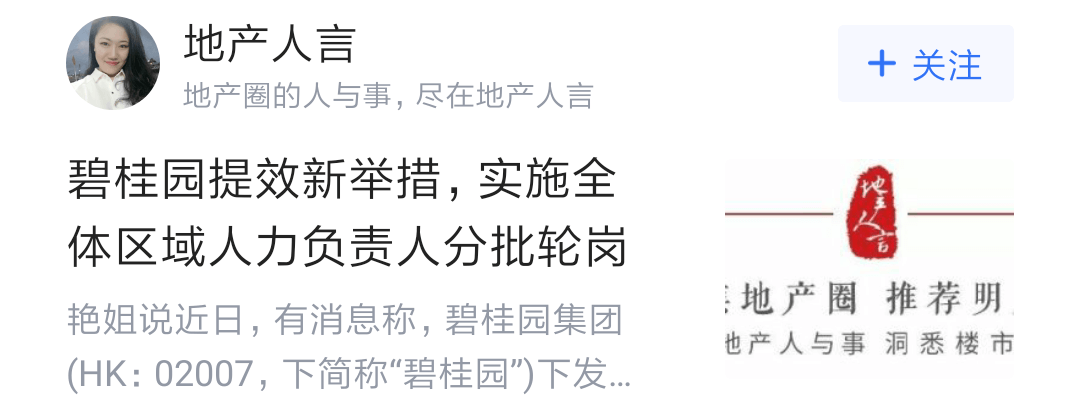 地产人言
地产圈的人与事，尽在地产人言
+ 关注
碧桂园提效新举措，实施全
体区域人力负责人分批轮岗
艳姐说近日，有消息称，碧桂园集团
(HK：02007，下简称“碧桂园”)下发...
地产人言
地产圈 推荐明
地产人与事 洞悉楼市